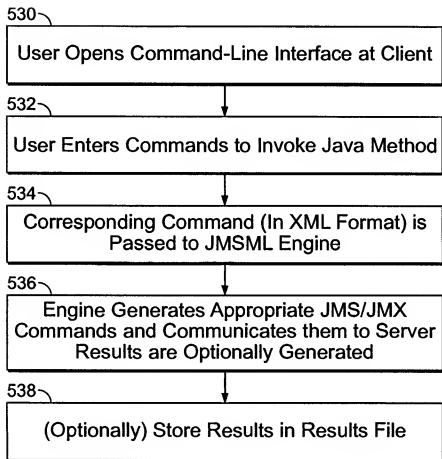 530
User Opens Command-Line Interface at Client
532
User Enters Commands to Invoke Java Method
534
Corresponding Command (In XML Format) is
Passed to JMSML Engine
536
Engine Generates Appropriate JMS/JMX
Commands and Communicates them to Server
Results are Optionally Generated
538
(Optionally) Store Results in Results File